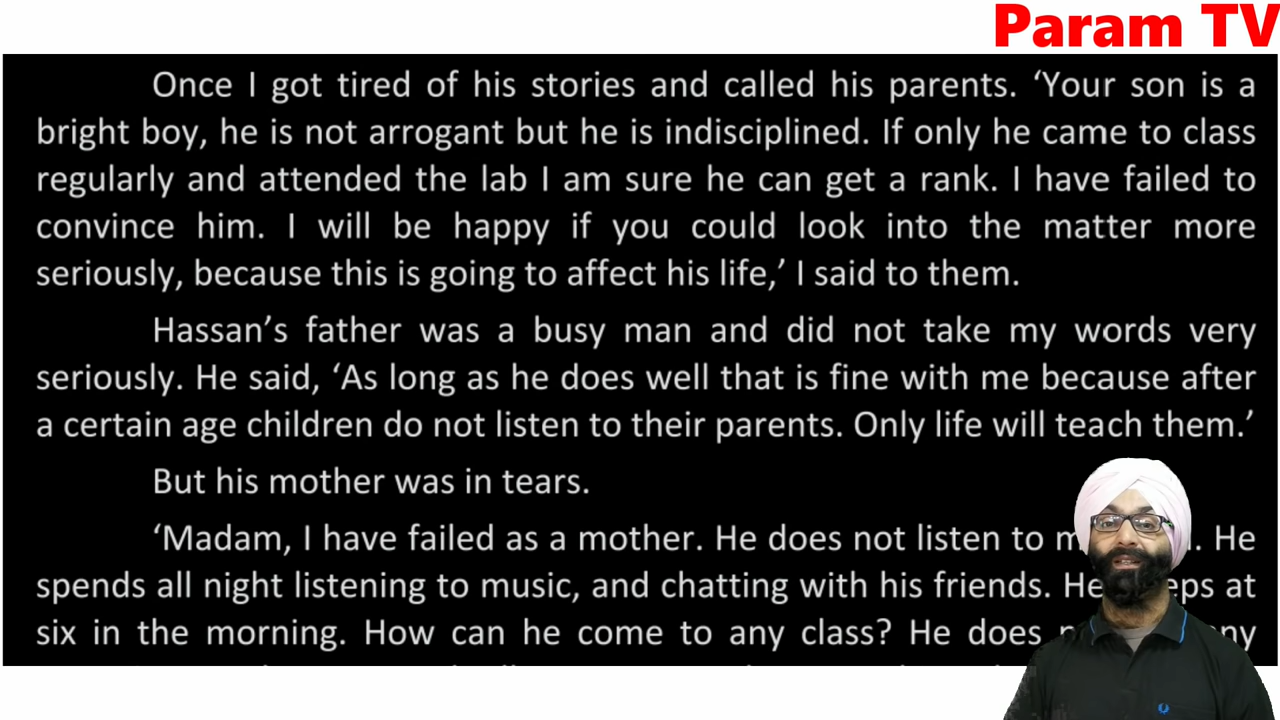 Param TV
Once I got tired of his stories and called his parents. ‘Your son is a
bright boy, he is not arrogant but he is indisciplined. If only he came to class
regularly and attended the lab I am sure he can get a rank. I have failed to
convince him. I will be happy if you could look into the matter more
seriously, because this is going to affect his life,’ I said to them.
Hassan’s father was a busy man and did not take my words very
seriously. He said, ‘As long as he does well that is fine with me because after
a certain age children do not listen to their parents. Only life will teach them.’
But his mother was in tears.
‘Madam, I have failed as a mother. He does not listen to He
spends all night listening to music, and chatting with his friends. He at
six in the morning. How can he come to any class? He does